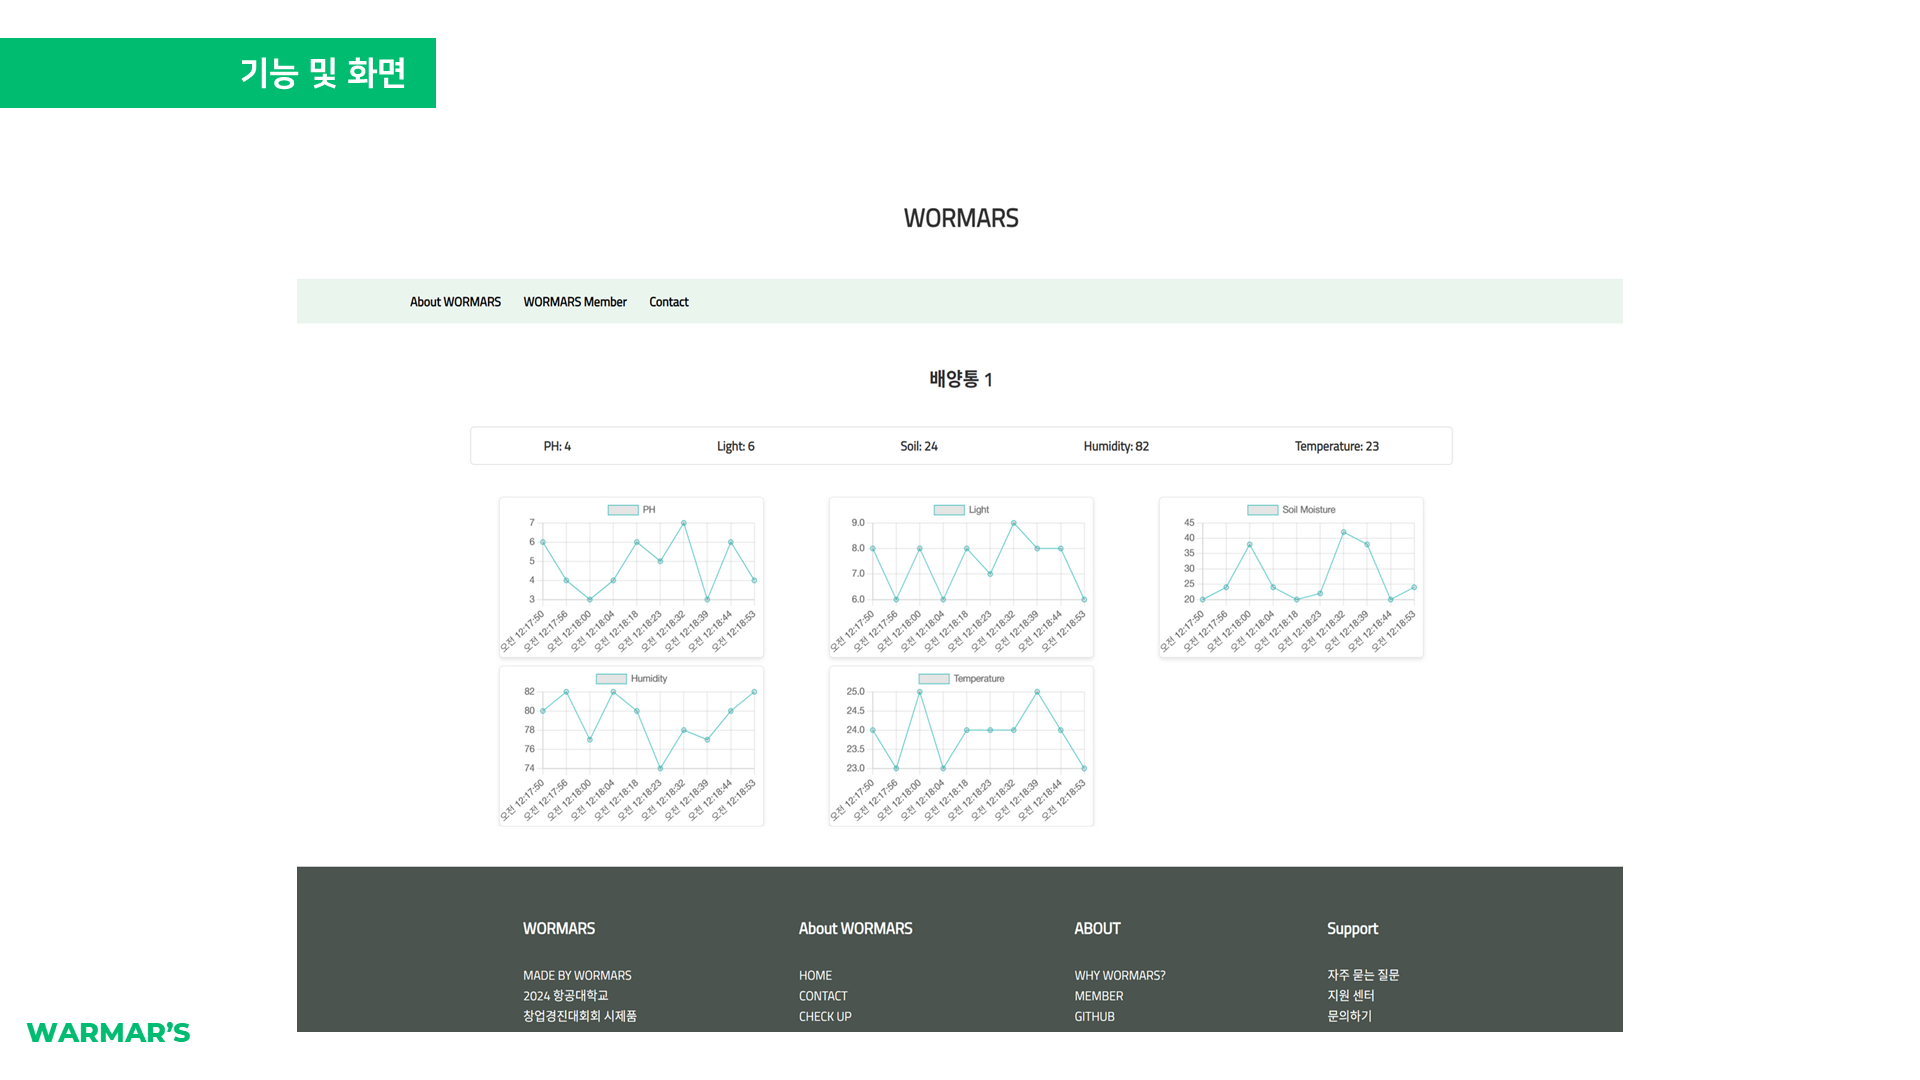 기능 및 화면
WORMARS
About WORMARS WORMARS Member Contact
배양통 1
PH: 4 Light: 6 Soil: 24 Humidity: 82 Temperature: 23
PH
7
6
5
4
3
오전 12:17:50 오전 12:17:56 오전 12:18:00 오전 12:18:04 오전 12:18:18 오전 12:18:23 오전 12:18:32 오전 12:18:39 오전 12:18:44 오전 12:18:53
Light
9.0
8.0
7.0
6.0
오전 12:17:50 오전 12:17:56 오전 12:18:00 오전 12:18:04 오전 12:18:18 오전 12:18:23 오전 12:18:32 오전 12:18:39 오전 12:18:44 오전 12:18:53
Soil Moisture
45
40
35
30
25
20
오전 12:17:50 오전 12:17:56 오전 12:18:00 오전 12:18:04 오전 12:18:18 오전 12:18:23 오전 12:18:32 오전 12:18:39 오전 12:18:44 오전 12:18:53
Humidity
82
80
78
76
74
오전 12:17:50 오전 12:17:56 오전 12:18:00 오전 12:18:04 오전 12:18:18 오전 12:18:23 오전 12:18:32 오전 12:18:39 오전 12:18:44 오전 12:18:53
Temperature
25.0
24.5
24.0
23.5
23.0
오전 12:17:50 오전 12:17:56 오전 12:18:00 오전 12:18:04 오전 12:18:18 오전 12:18:23 오전 12:18:32 오전 12:18:39 오전 12:18:44 오전 12:18:53
WORMARS
MADE BY WORMARS
2024 항공대학교
창업경진대회회 시제품
About WORMARS
HOME
CONTACT
CHECK UP
ABOUT
WHY WORMARS?
MEMBER
GITHUB
Support
자주 묻는 질문
지원 센터
문의하기
WARMAR'S